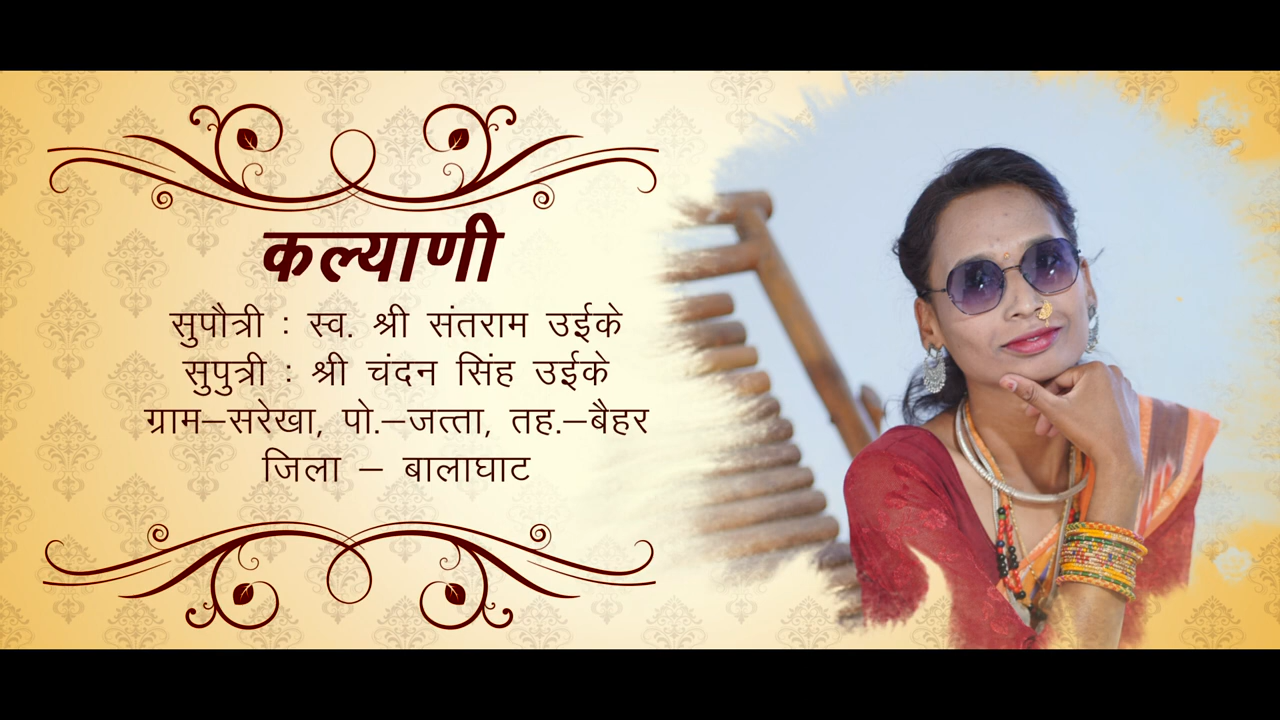 कल्याणी
सुपौत्री : स्व. श्री संतराम उईके
सुपुत्री : श्री चंदन सिंह उईके
ग्राम–सरेखा, पो.–जत्ता, तह.–बैहर
जिला – बालाघाट